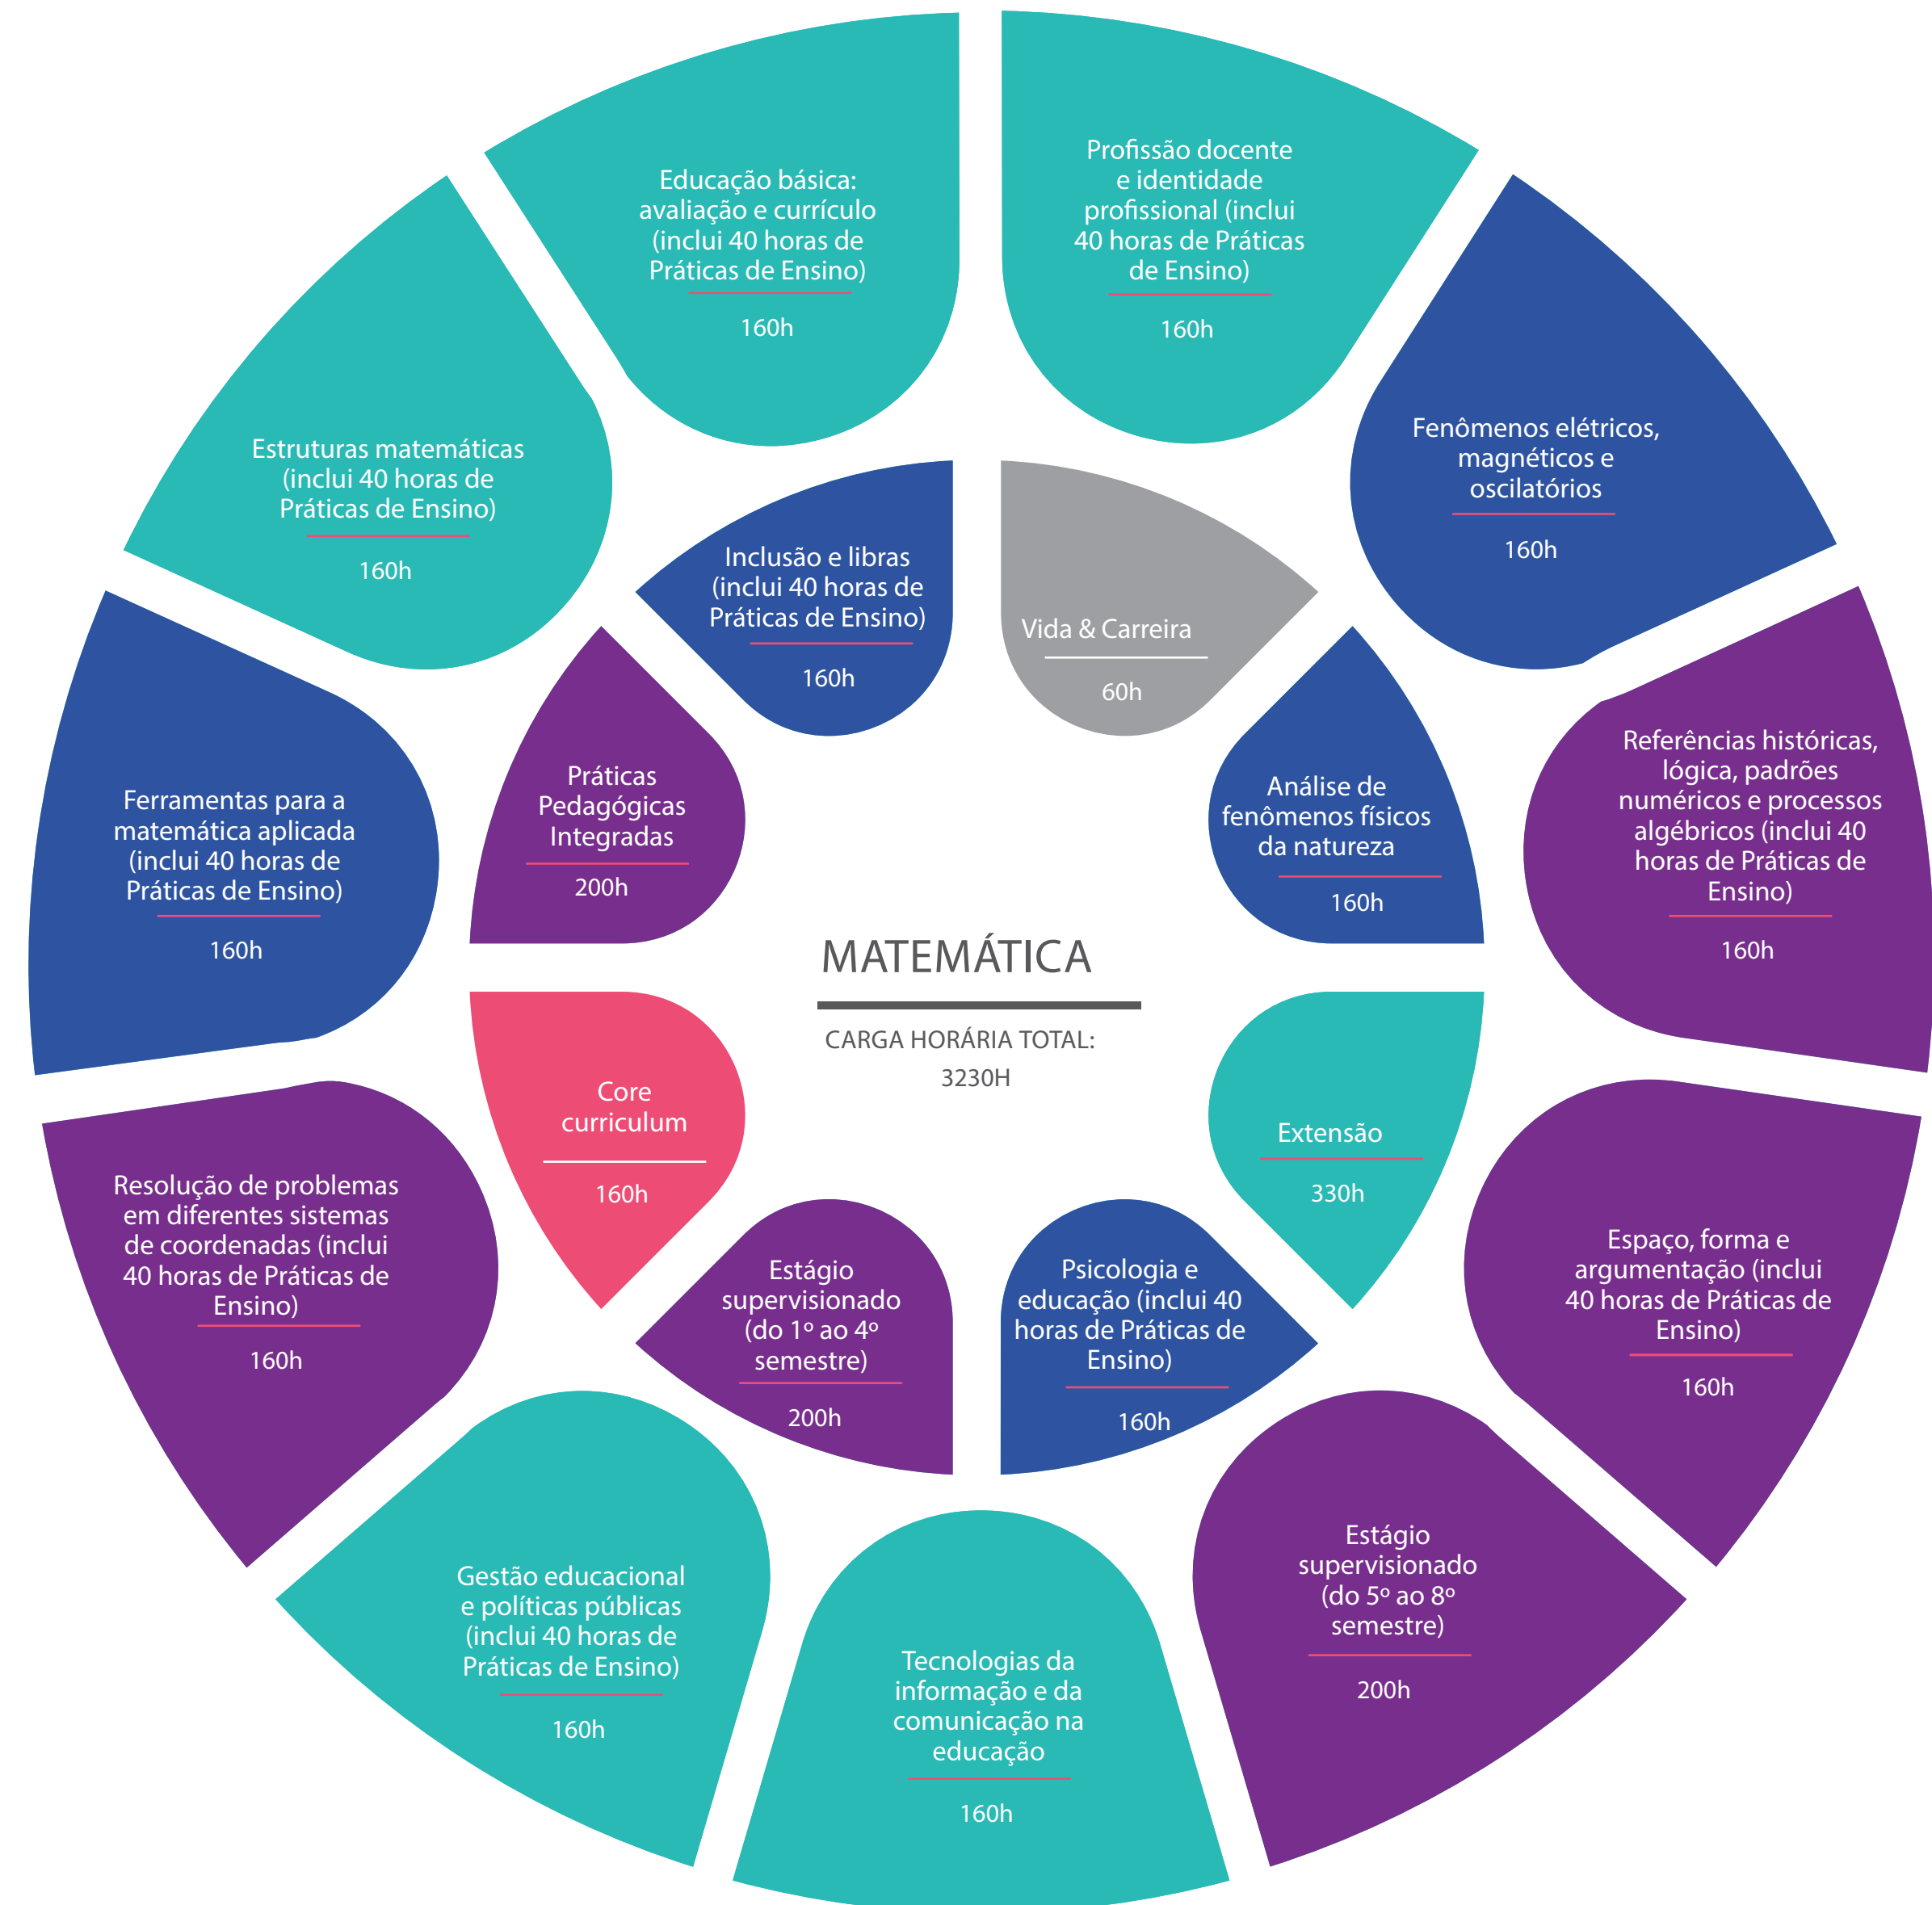 Profissão docente
e identidade
profissional (inclui
40 horas de Práticas
de Ensino)
160h
Fenômenos elétricos,
magnéticos e
oscilatórios
160h
Referências históricas,
lógica, padrões
numéricos e processos
algébricos (inclui 40
horas de Práticas de
Ensino)
160h
Espaço, forma e
argumentação (inclui
40 horas de Práticas de
Ensino)
160h
Estágio
supervisionado
(do 5º ao 8º
semestre)
200h
Tecnologias da
informação e da
comunicação na
educação
160h
Gestão educacional
e políticas públicas
(inclui 40 horas de
Práticas de Ensino)
160h
Resolução de problemas
em diferentes sistemas
de coordenadas (inclui
40 horas de Práticas de
Ensino)
160h
Ferramentas para a
matemática aplicada
(inclui 40 horas de
Práticas de Ensino)
160h
Estruturas matemáticas
(inclui 40 horas de
Práticas de Ensino)
160h
Educação básica:
avaliação e currículo
(inclui 40 horas de
Práticas de Ensino)
160h
Vida & Carreira
60h
Análise de
fenômenos físicos
da natureza
160h
Extensão
330h
Psicologia e
educação (inclui 40
horas de Práticas de
Ensino)
160h
Estágio
supervisionado
(do 1º ao 4º
semestre)
200h
Core
curriculum
160h
Práticas
Pedagógicas
Integradas
200h
Inclusão e libras
(inclui 40 horas de
Práticas de Ensino)
160h
MATEMÁTICA
CARGA HORÁRIA TOTAL:
3230H